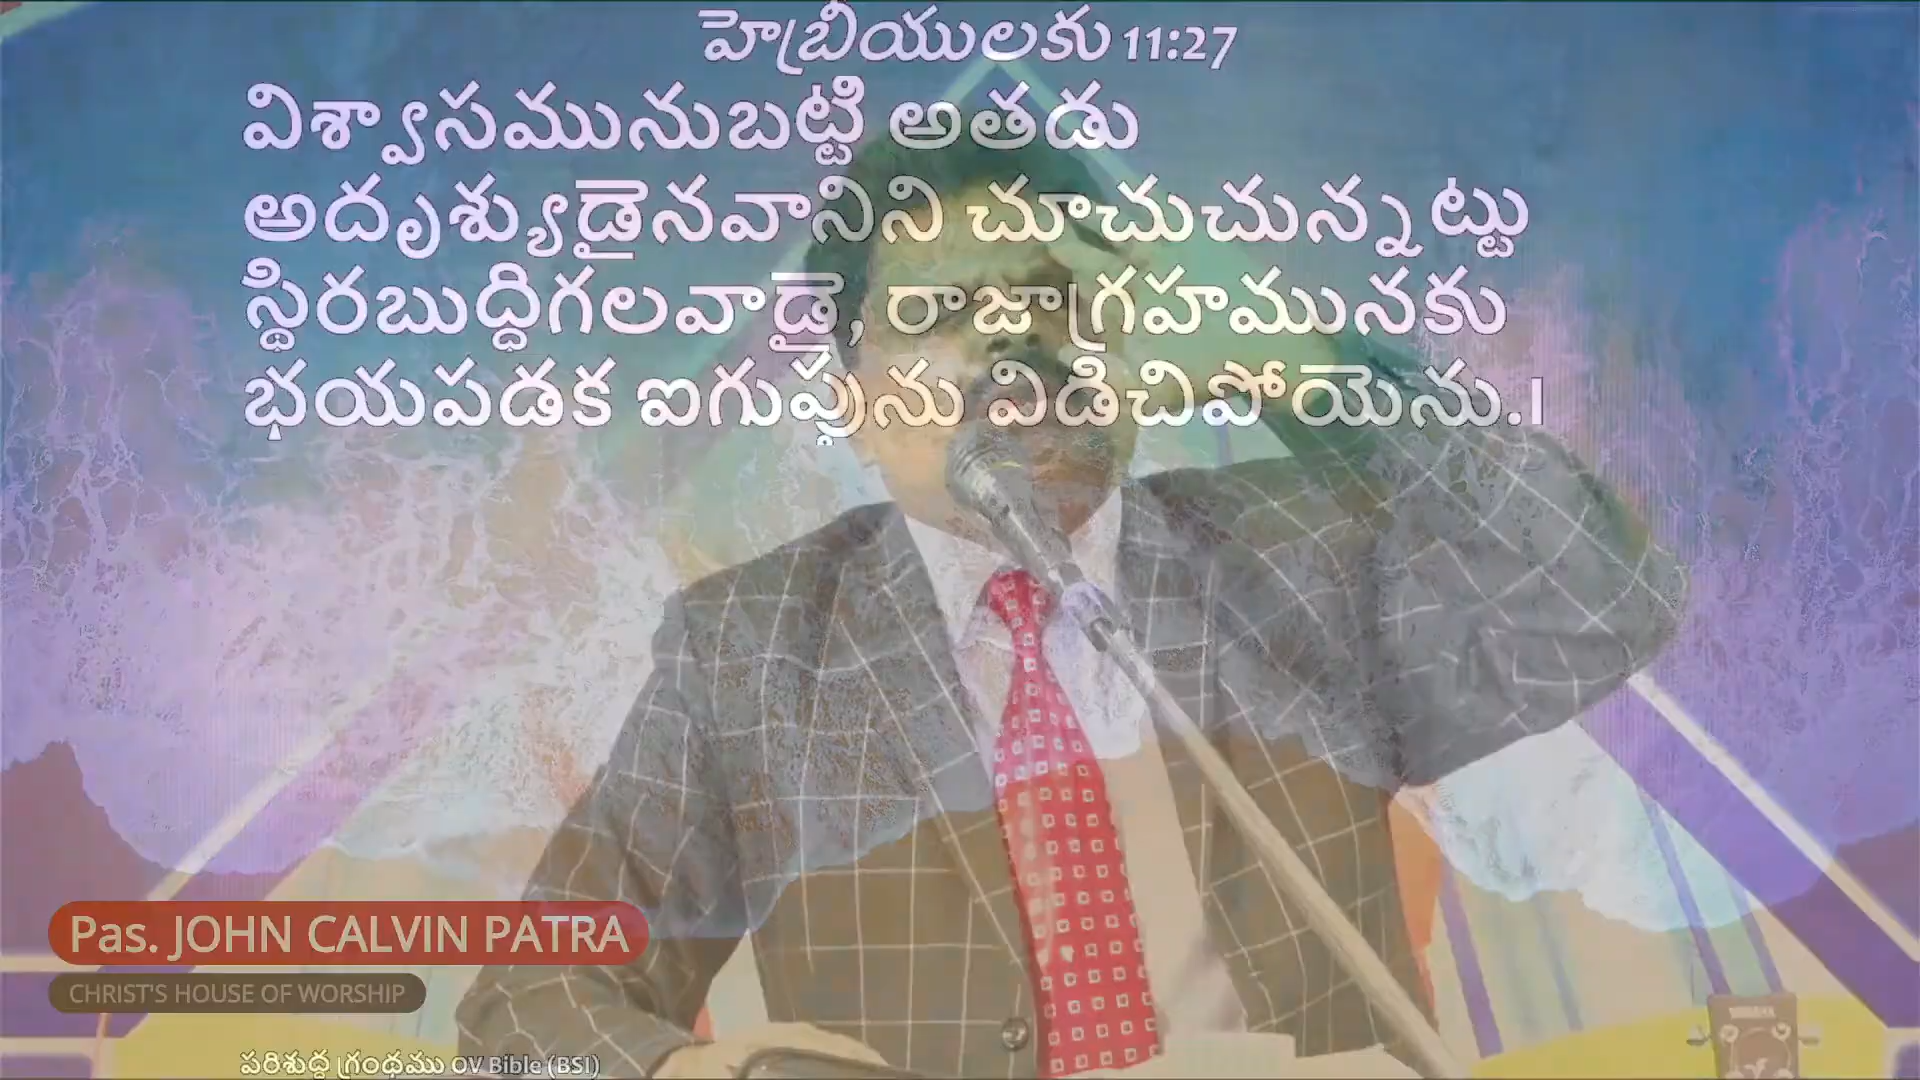 హెబ్రీయులకు 11:27
విశ్వాసమునుబట్టి అతడు
అదృశ్యుడైనవానిని చూచుచున్నట్టు
స్థిరబుద్ధిగలవాడై, రాజాగ్రహమునకు
భయపడక ఐగుప్తును విడిచిపోయెను.।
Pas. JOHN CALVIN PATRA
CHRIST'S HOUSE OF WORSHIP
పరిశుద్ధ గ్రంథము OV Bible (BSI)